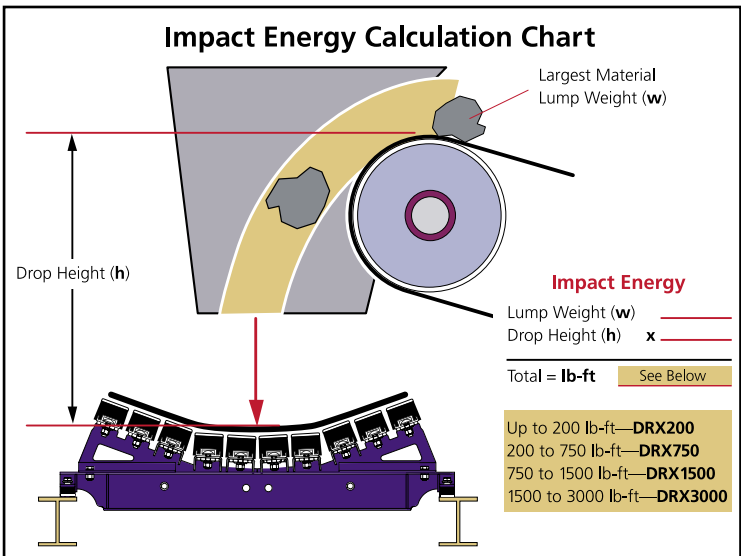 Impact Energy Calculation Chart
Largest Material
Lump Weight (w)
Drop Height (h)
Impact Energy
Lump Weight (w)
Drop Height (h) x
Total = lb-ft See Below
Up to 200 lb-ft—DRX200
200 to 750 lb-ft—DRX750
750 to 1500 lb-ft—DRX1500
1500 to 3000 lb-ft—DRX3000